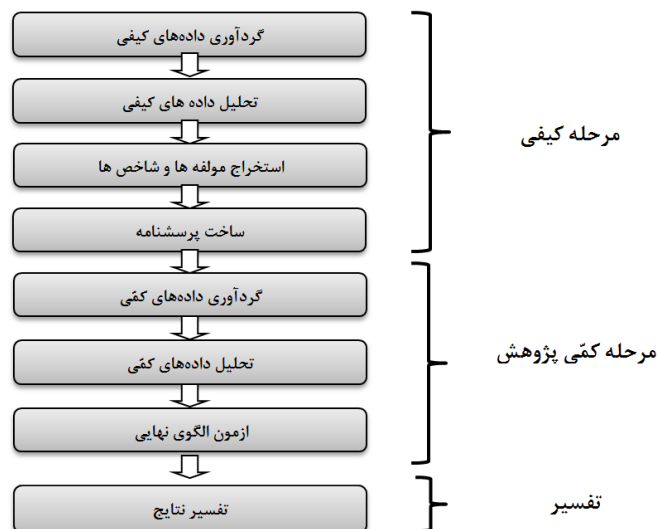 گردآوری داده‌های کیفی
تحلیل داده های کیفی
استخراج مولفه ها و شاخص ها
ساخت پرسشنامه
مرحله کیفی
گردآوری داده‌های کمّی
تحلیل داده‌های کمّی
ازمون الگوی نهایی
مرحله کمّی پژوهش
تفسیر نتایج
تفسیر